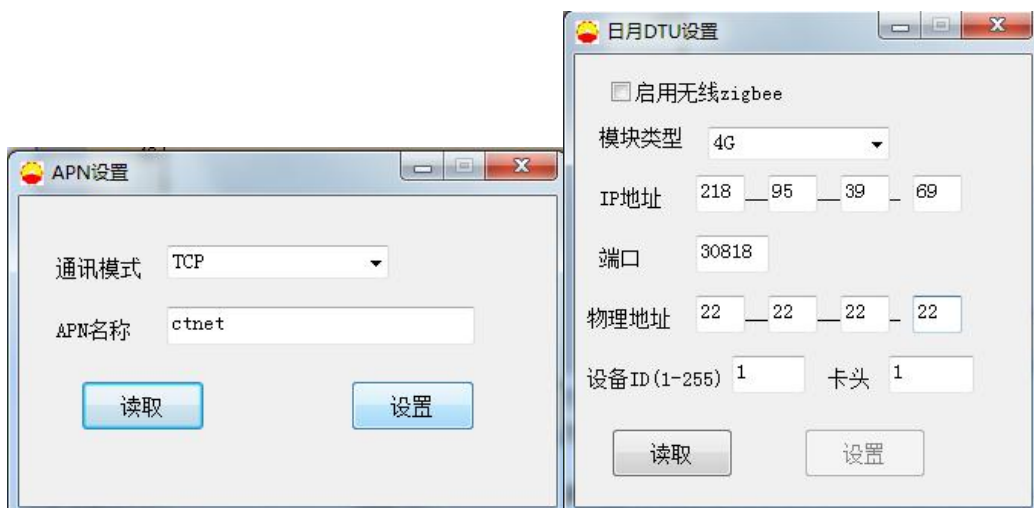 APN设置
通讯模式 TCP
APN名称 ctnet
读取 设置
日月DTU设置
启用无线zigbee
模块类型 4G
IP地址 218 95 39 69
端口 30818
物理地址 22 22 22 22
设备ID(1-255) 1 卡头 1
读取 设置